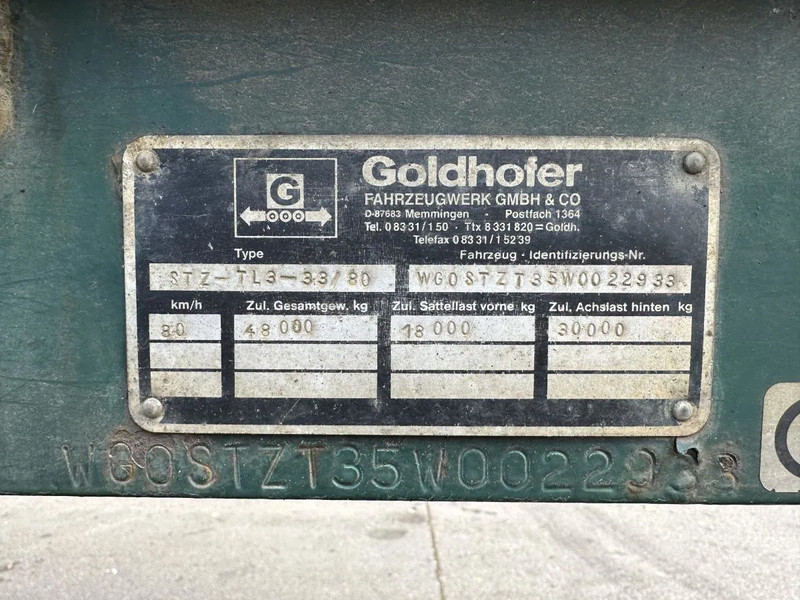 G
Goldhofer
FAHRZEUGWERK GMBH & CO
D-87683 Memmingen · Postfach 1364
Tel. 0 83 31 / 1 50 · Ttx 8 331 820 = Goldh.
Telefax 0 83 31 / 1 52 39
Type Fahrzeug - Identifizierungs-Nr.
STZ-TL3-33/80 WG0STZT35W0022933
km/h Zul. Gesamtgew. kg Zul. Sattellast vorne kg Zul. Achslast hinten kg
80 48 000 18 000 30000
WG0STZT35W0022933